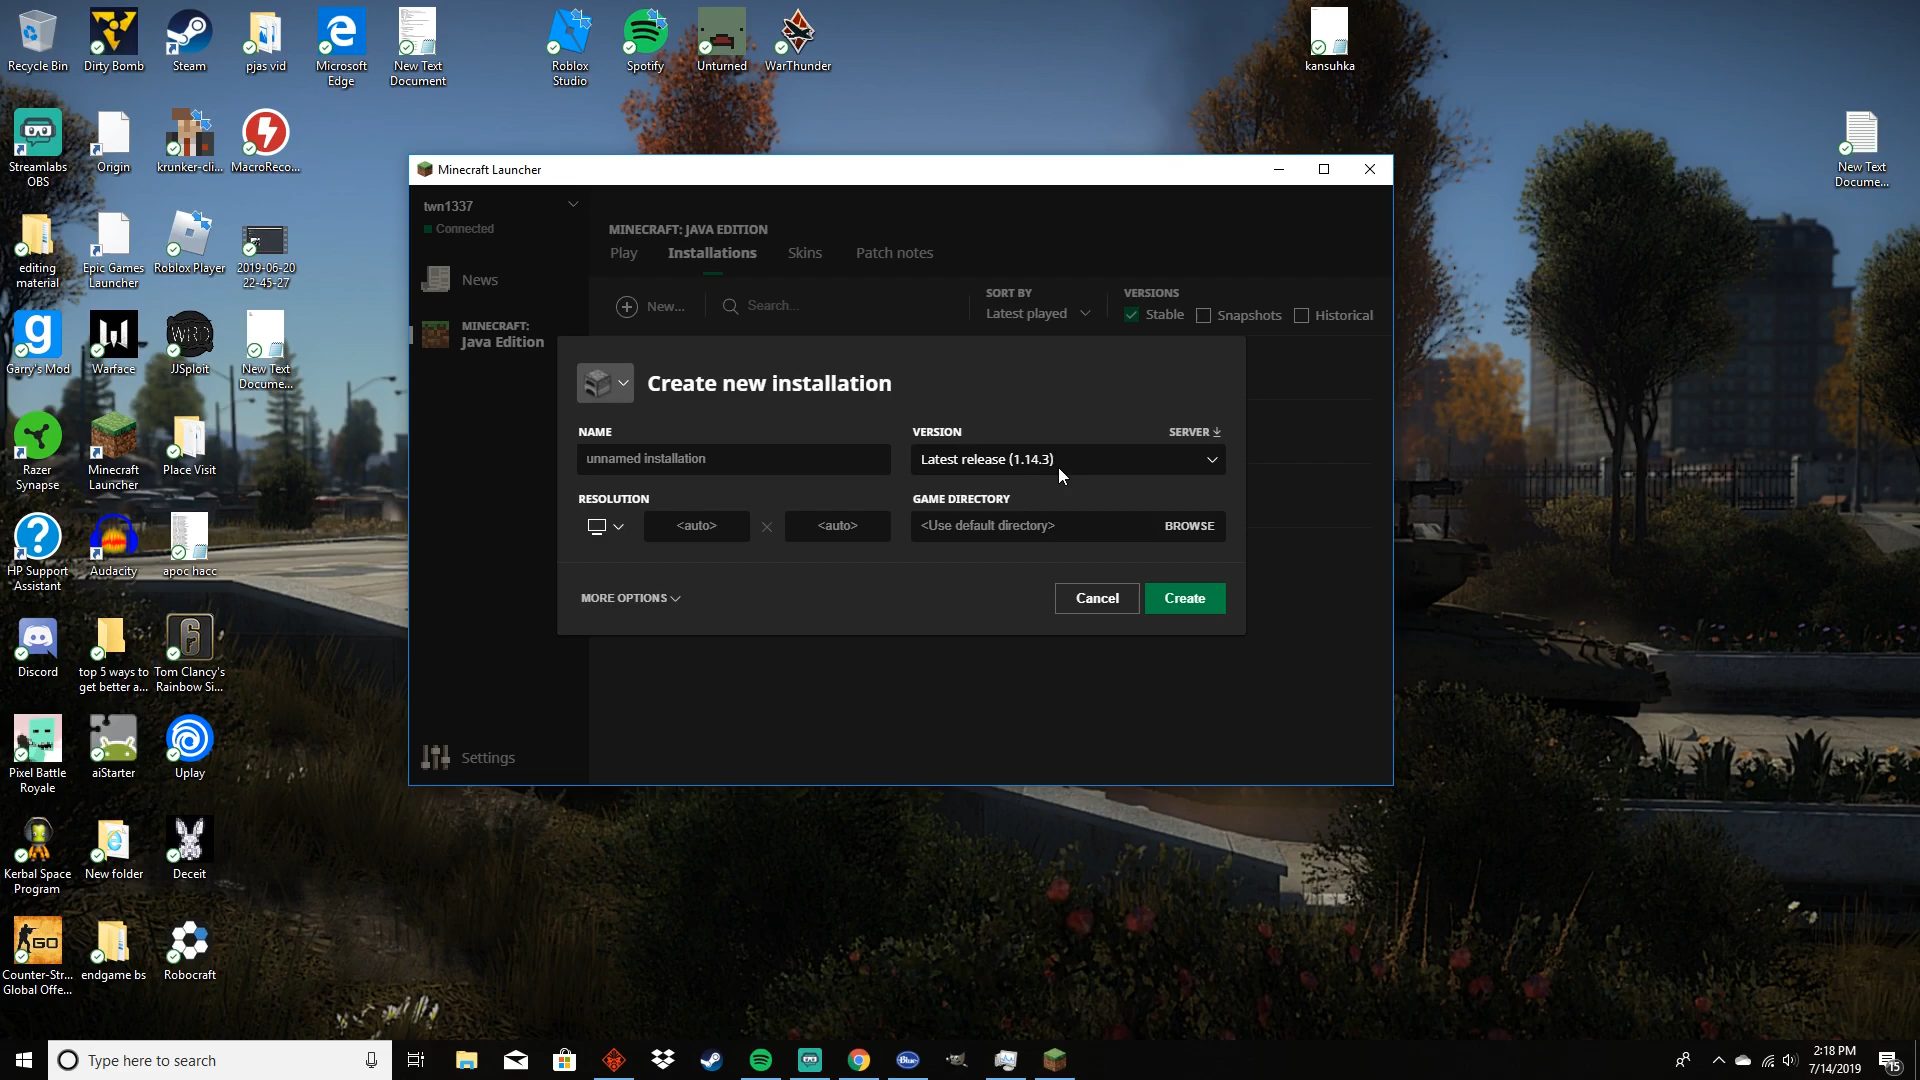 Recycle Bin
Dirty Bomb
Steam
pjas vid
Microsoft
Edge
New Text
Document
Roblox
Studio
Spotify
Unturned
WarThunder
kansuhka
New Text
Docume...
Streamlabs
OBS
Origin
krunker-cli...
MacroReco...
editing
material
Epic Games
Launcher
Roblox Player
2019-06-20
22-45-27
Garry's Mod
Warface
JJSploit
WRD
New Text
Docume...
Razer
Synapse
Minecraft
Launcher
Place Visit
HP Support
Assistant
Audacity
apoc hacc
Discord
top 5 ways to
get better a...
Tom Clancy's
Rainbow Si...
Pixel Battle
Royale
aiStarter
Uplay
Kerbal Space
Program
New folder
Deceit
GO
Counter-Str...
Global Offe...
endgame bs
Robocraft
Minecraft Launcher
twn1337
Connected
News
MINECRAFT:
Java Edition
Settings
MINECRAFT: JAVA EDITION
Play Installations Skins Patch notes
New...
Search...
SORT BY
Latest played
VERSIONS
Stable Snapshots Historical
Create new installation
NAME
unnamed installation
VERSION
SERVER
Latest release (1.14.3)
RESOLUTION
<auto> <auto>
GAME DIRECTORY
<Use default directory> BROWSE
MORE OPTIONS
Cancel Create
Type here to search
Blue
2:18 PM
7/14/2019
15